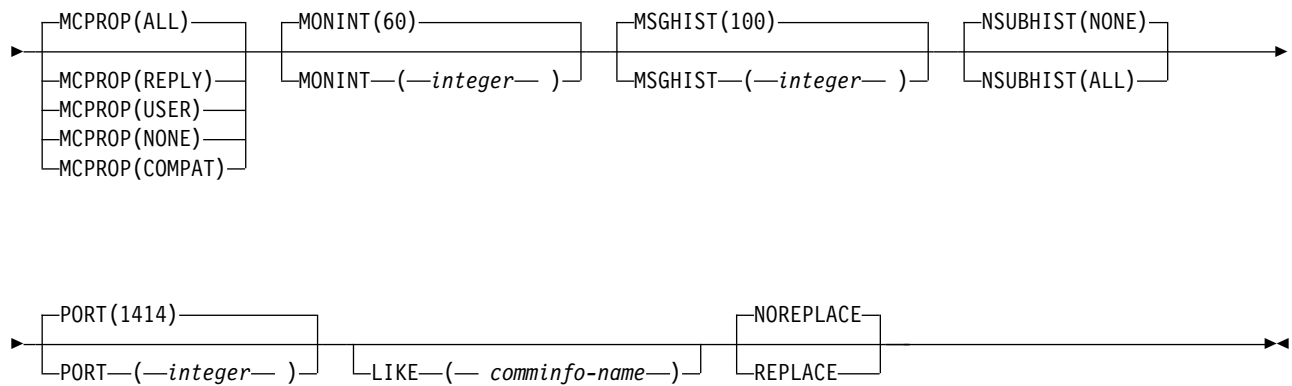 MCPROP(ALL) MONINT(60) MSGHIST(100) NSUBHIST(NONE)
MCPROP(REPLY) MONINT ( integer ) MSGHIST ( integer ) NSUBHIST(ALL)
MCPROP(USER)
MCPROP(NONE)
MCPROP(COMPAT)
PORT(1414) NOREPLACE
PORT ( integer ) LIKE ( comminfo-name ) REPLACE